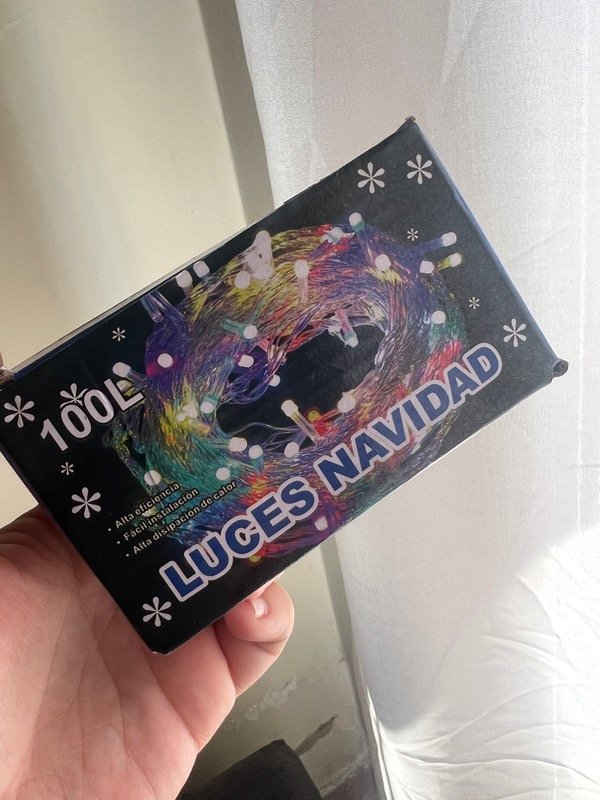 100L
• Alta eficiencia
• Fácil instalación
• Alta disipación de calor
LUCES NAVIDAD